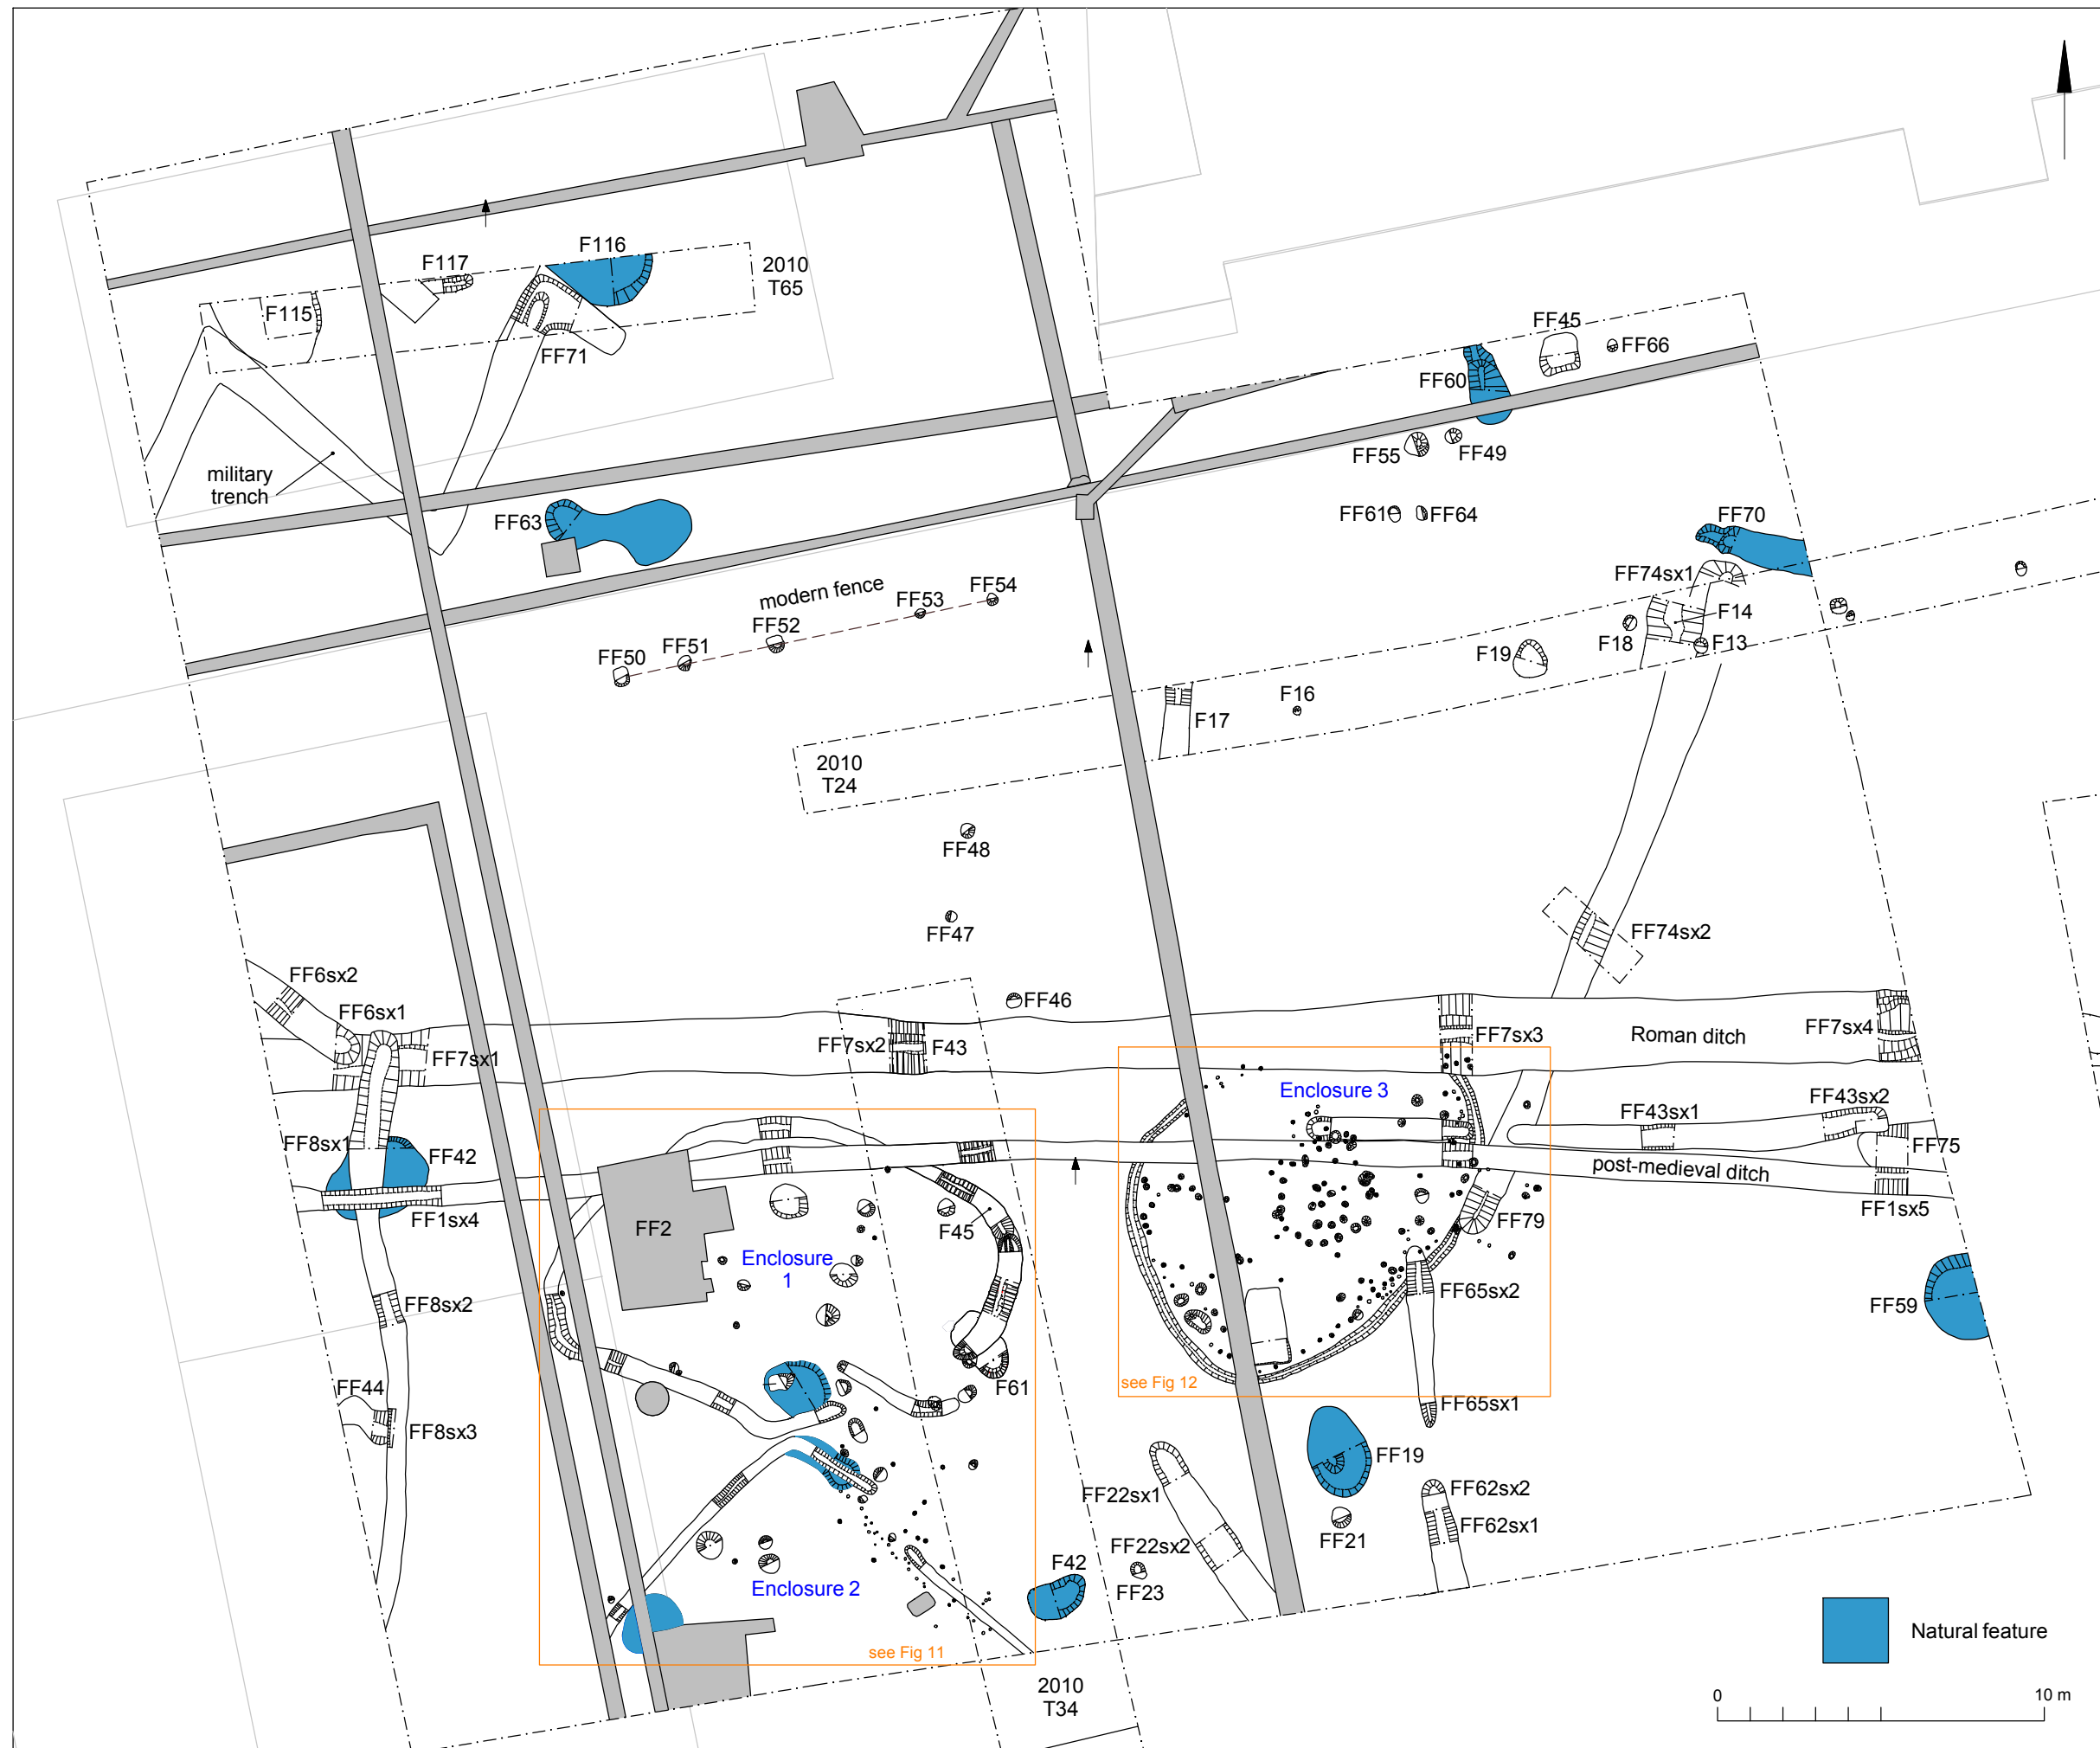 F116
F117
2010
T65
F115
FF71
FF45
FF66
FF60
FF55
FF49
military
trench
FF63
FF61
FF64
FF70
FF74sx1
modern fence
FF54
FF53
FF52
FF51
FF50
F14
F18
F13
F19
F16
F17
2010
T24
FF48
FF47
FF74sx2
FF6sx2
FF6sx1
FF46
FF7sx1
FF7sx2
F43
FF7sx3
Roman ditch
FF7sx4
Enclosure 3
FF43sx1
FF43sx2
FF8sx1
FF42
FF75
post-medieval ditch
FF1sx4
FF2
F45
FF79
FF1sx5
Enclosure
1
FF8sx2
FF65sx2
FF59
FF44
F61
see Fig 12
FF65sx1
FF8sx3
FF19
FF22sx1
FF62sx2
FF62sx1
FF21
FF22sx2
F42
FF23
Enclosure 2
Natural feature
see Fig 11
2010
T34
0
10 m